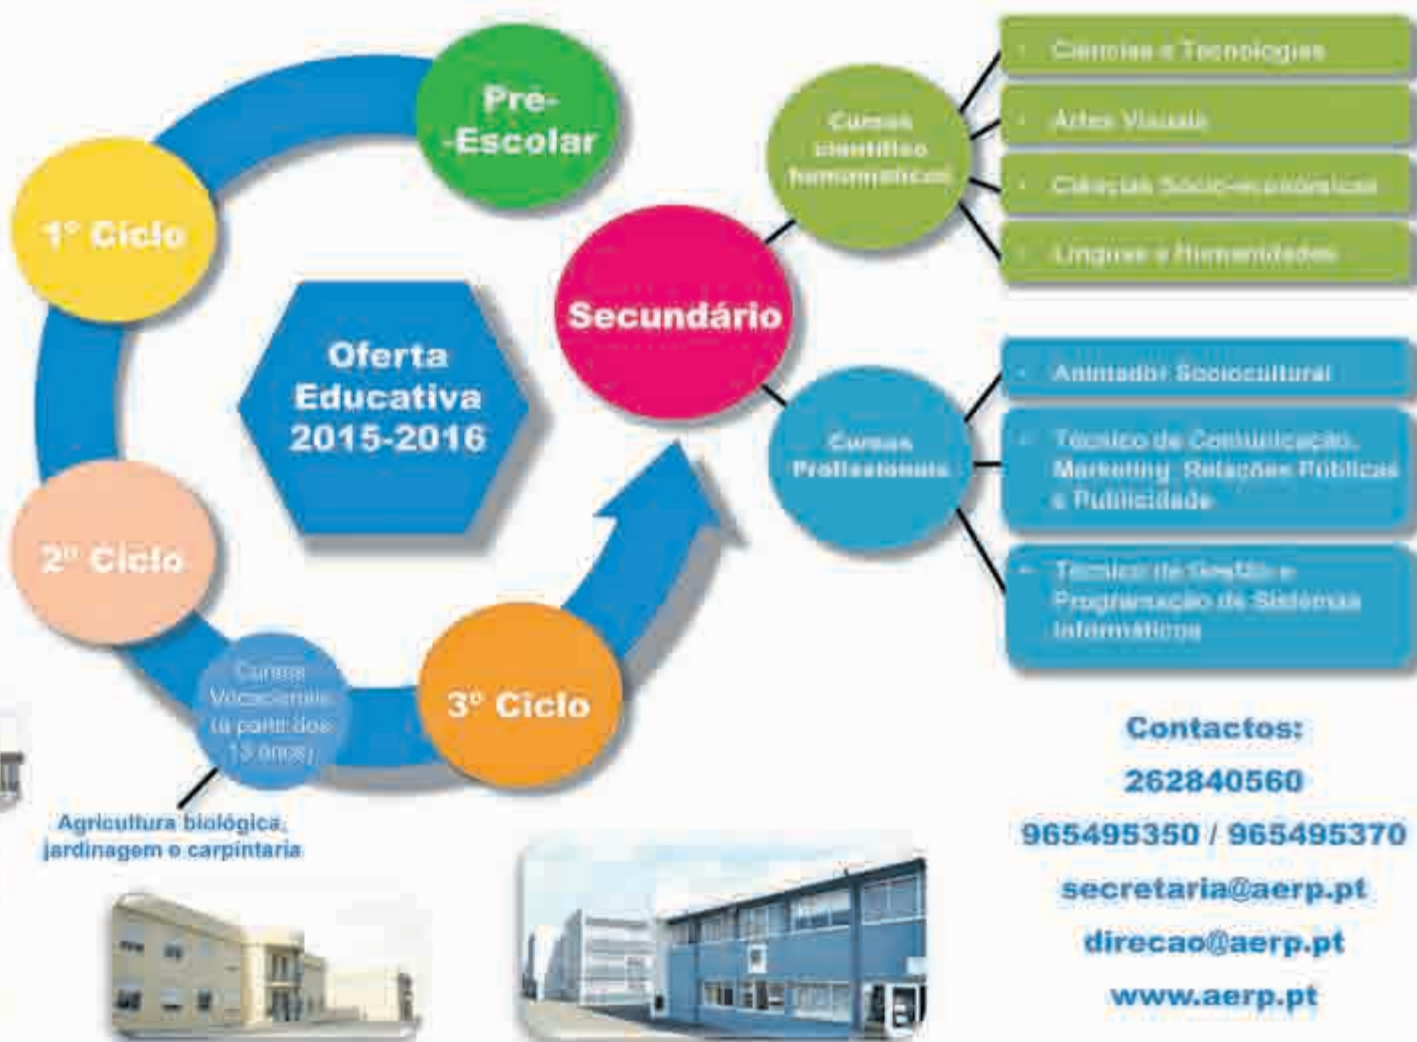 Pré-
-Escolar
1º Ciclo
Oferta
Educativa
2015-2016
2º Ciclo
Cursos
Vocacionais
(a partir dos
13 anos)
Agricultura biológica,
jardinagem e carpintaria
3º Ciclo
Secundário
Cursos
científico
humanísticos
• Ciências e Tecnologias
• Artes Visuais
• Socio-económicas
• Línguas e Humanidades
Cursos
Profissionais
• Animador Sociocultural
• Técnico de Comunicação,
Marketing, Relações Públicas
e Publicidade
• Técnico de Gestão e
Programação de Sistemas
Informáticos
Contactos:
262840560
965495350 / 965495370
secretaria@aerp.pt
direcao@aerp.pt
www.aerp.pt